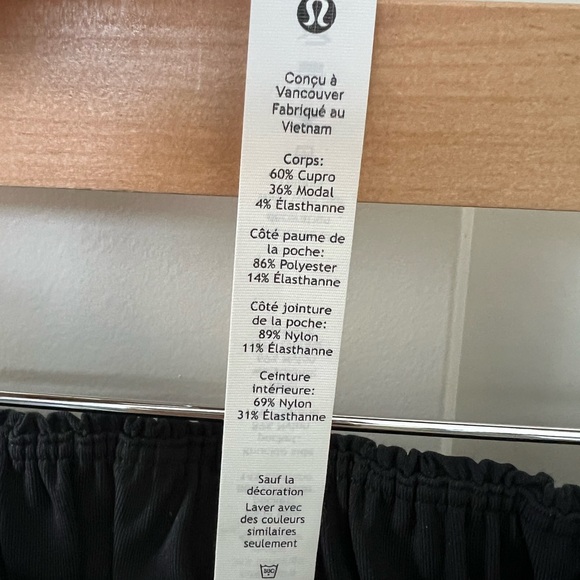 Conçu à
Vancouver
Fabriqué au
Vietnam
Corps:
60% Cupro
36% Modal
4% Élasthanne
Côté paume de
la poche:
86% Polyester
14% Élasthanne
Côté jointure
de la poche:
89% Nylon
11% Élasthanne
Ceinture
intérieure:
69% Nylon
31% Élasthanne
Sauf la
décoration
Laver avec
des couleurs
similaires
seulement